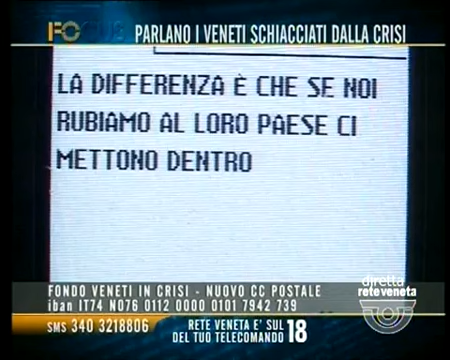 FOCUS
PARLANO I VENETI SCHIACCIATI DALLA CRISI
LA DIFFERENZA È CHE SE NOI
RUBIAMO AL LORO PAESE CI
METTONO DENTRO
FONDO VENETI IN CRISI - NUOVO CC POSTALE
iban IT74 N076 0112 0000 0101 7942 739
diretta
reteveneta
SMS 340 3218806
RETE VENETA E' SUL
DEL TUO TELECOMANDO 18